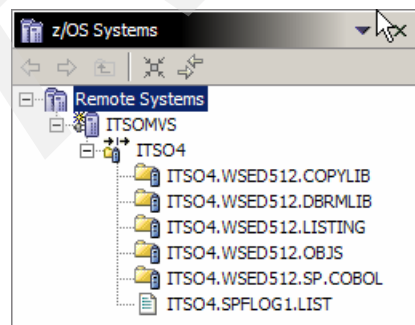 z/OS Systems
Remote Systems
ITSOMVS
ITSO4
ITSO4.WSED512.COPYLIB
ITSO4.WSED512.DBRMLIB
ITSO4.WSED512.LISTING
ITSO4.WSED512.OBJS
ITSO4.WSED512.SP.COBOL
ITSO4.SPFLOG1.LIST